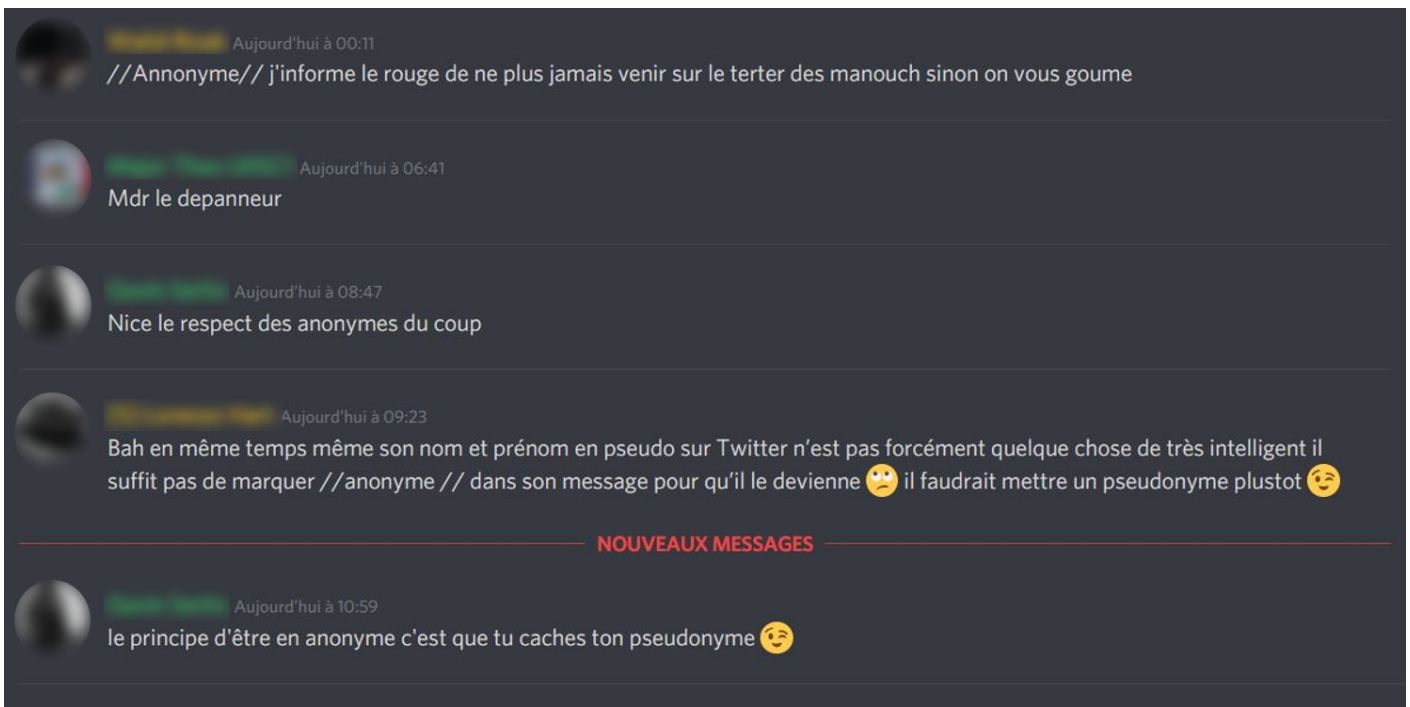 Aujourd'hui à 00:11
//Annonyme// j'informe le rouge de ne plus jamais venir sur le terter des manouch sinon on vous goume
Aujourd'hui à 06:41
Mdr le depanneur
Aujourd'hui à 08:47
Nice le respect des anonymes du coup
Aujourd'hui à 09:23
Bah en même temps même son nom et prénom en pseudo sur Twitter n’est pas forcément quelque chose de très intelligent il
suffit pas de marquer //anonyme // dans son message pour qu’il le devienne 🙄 il faudrait mettre un pseudonyme plustot 😉
NOUVEAUX MESSAGES
Aujourd'hui à 10:59
le principe d'être en anonyme c'est que tu caches ton pseudonyme 😉